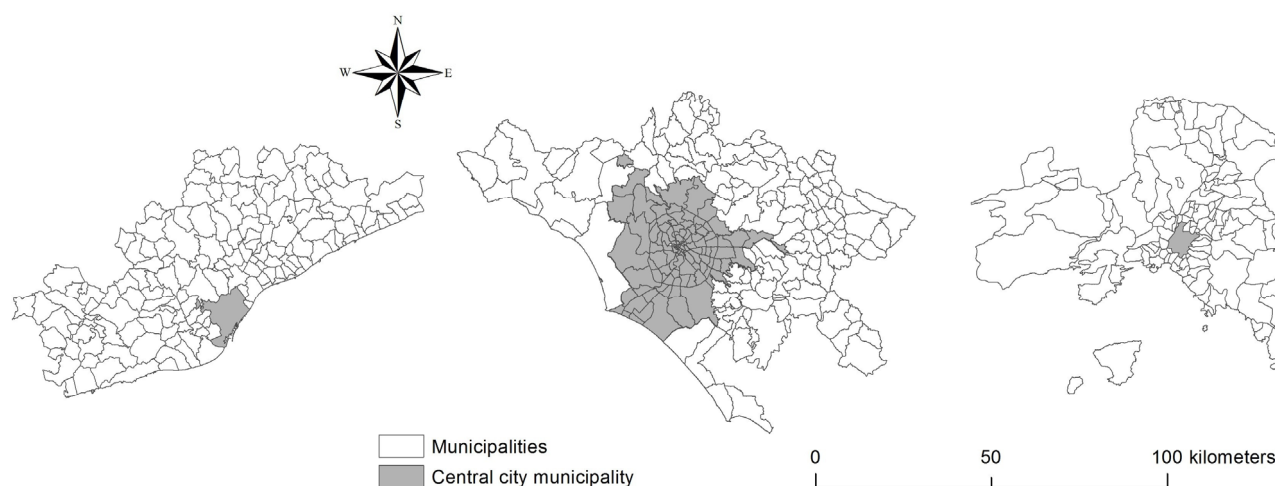 N
W E
S
Municipalities
Central city municipality
0 50 100 kilometers